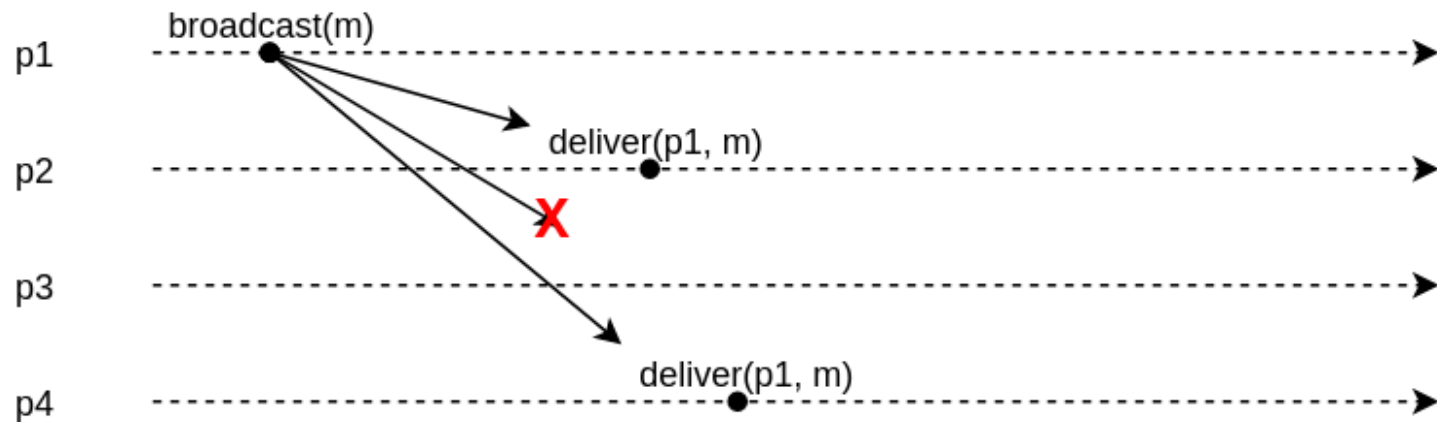 broadcast(m)
p1
deliver(p1, m)
p2
X
p3
deliver(p1, m)
p4